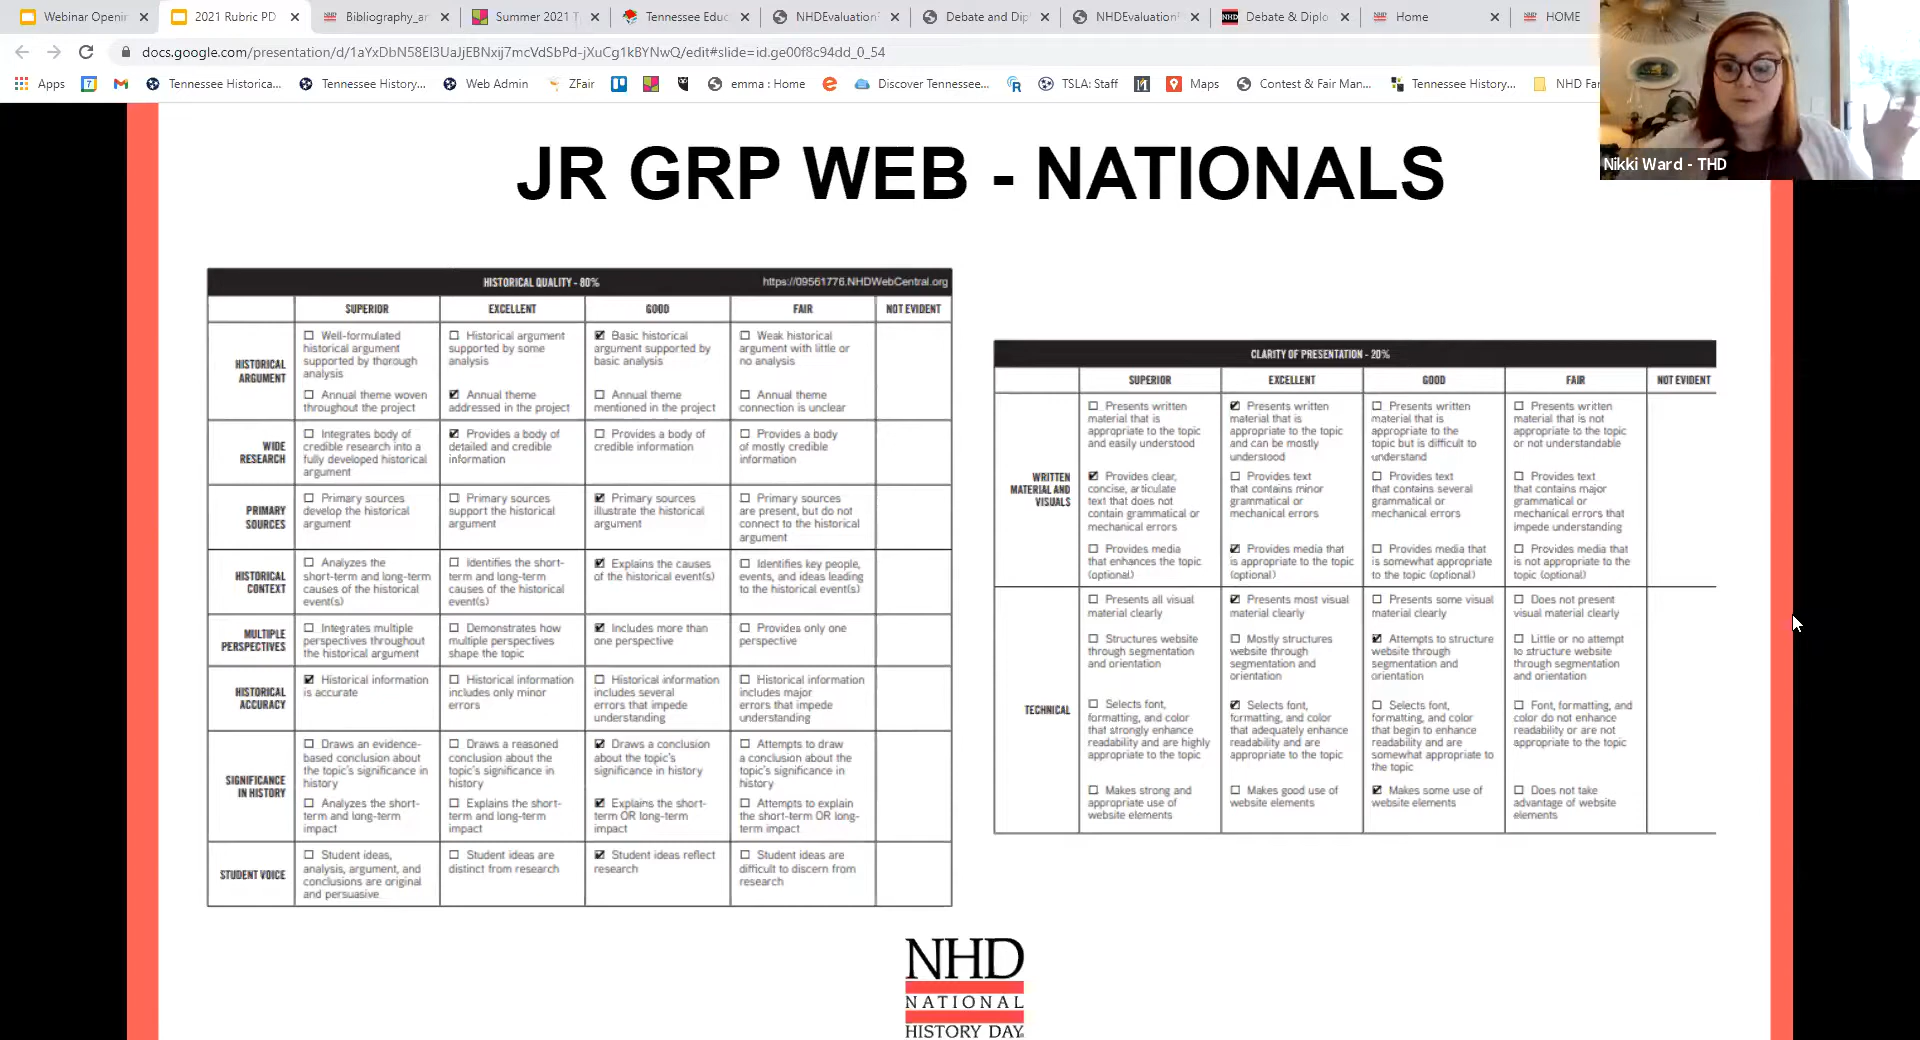 Webinar Openin
2021 Rubric PD
Bibliography_ar
Summer 2021 T
Tennessee Educ
NHDEvaluation
Debate and Dip
NHDEvaluation
Debate & Diplo
Home
HOME
docs.google.com/presentation/d/1aYxDbN58El3UaJjEBNxij7mcVdSbPd-jXuCg1kBYNwQ/edit#slide=id.ge00f8c94dd_0_54
Apps
Tennessee Historica...
Tennessee History...
Web Admin
ZFair
emma : Home
Discover Tennessee...
TSLA: Staff
Maps
Contest & Fair Man...
Tennessee History...
NHD Fa
Nikki Ward - THD
JR GRP WEB - NATIONALS
HISTORICAL QUALITY - 80%
https://09561776.NHDWebCentral.org
SUPERIOR
EXCELLENT
GOOD
FAIR
NOT EVIDENT
HISTORICAL
ARGUMENT
Well-formulated
historical argument
supported by thorough
analysis
Historical argument
supported by some
analysis
Basic historical
argument supported by
basic analysis
Weak historical
argument with little or
no analysis
Annual theme woven
throughout the project
Annual theme
addressed in the project
Annual theme
mentioned in the project
Annual theme
connection is unclear
WIDE
RESEARCH
Integrates body of
credible research into a
fully developed historical
argument
Provides a body of
detailed and credible
information
Provides a body of
credible information
Provides a body
of mostly credible
information
PRIMARY
SOURCES
Primary sources
develop the historical
argument
Primary sources
support the historical
argument
Primary sources
illustrate the historical
argument
Primary sources
are present, but do not
connect to the historical
argument
HISTORICAL
CONTEXT
Analyzes the
short-term and long-term
causes of the historical
event(s)
Identifies the short-
term and long-term
causes of the historical
event(s)
Explains the causes
of the historical event(s)
Identifies key people,
events, and ideas leading
to the historical event(s)
MULTIPLE
PERSPECTIVES
Integrates multiple
perspectives throughout
the historical argument
Demonstrates how
multiple perspectives
shape the topic
Includes more than
one perspective
Provides only one
perspective
HISTORICAL
ACCURACY
Historical information
is accurate
Historical information
includes only minor
errors
Historical information
includes several
errors that impede
understanding
Historical information
includes major
errors that impede
understanding
SIGNIFICANCE
IN HISTORY
Draws an evidence-
based conclusion about
the topic's significance in
history
Draws a reasoned
conclusion about the
topic's significance in
history
Draws a conclusion
about the topic's
significance in history
Attempts to draw
a conclusion about the
topic's significance in
history
Analyzes the short-
term and long-term
impact
Explains the short-
term and long-term
impact
Explains the short-
term OR long-term
impact
Attempts to explain
the short-term OR long-
term impact
STUDENT VOICE
Student ideas,
analysis, argument, and
conclusions are original
and persuasive
Student ideas are
distinct from research
Student ideas reflect
research
Student ideas are
difficult to discern from
research
CLARITY OF PRESENTATION - 20%
SUPERIOR
EXCELLENT
GOOD
FAIR
NOT EVIDENT
WRITTEN
MATERIAL AND
VISUALS
Presents written
material that is
appropriate to the topic
and easily understood
Presents written
material that is
appropriate to the topic
and can be mostly
understood
Presents written
material that is
appropriate to the
topic but is difficult to
understand
Presents written
material that is not
appropriate to the topic
or not understandable
Provides clear,
concise, articulate
text that does not
contain grammatical or
mechanical errors
Provides text
that contains minor
grammatical or
mechanical errors
Provides text
that contains several
grammatical or
mechanical errors
Provides text
that contains major
grammatical or
mechanical errors that
impede understanding
Provides media
that enhances the topic
(optional)
Provides media that
is appropriate to the topic
(optional)
Provides media that
is somewhat appropriate
to the topic (optional)
Provides media that
is not appropriate to the
topic (optional)
TECHNICAL
Presents all visual
material clearly
Presents most visual
material clearly
Presents some visual
material clearly
Does not present
visual material clearly
Structures website
through segmentation
and orientation
Mostly structures
website through
segmentation and
orientation
Attempts to structure
website through
segmentation and
orientation
Little or no attempt
to structure website
through segmentation
and orientation
Selects font,
formatting, and color
that strongly enhance
readability and are highly
appropriate to the topic
Selects font,
formatting, and color
that adequately enhance
readability and are
appropriate to the topic
Selects font,
formatting, and color
that begin to enhance
readability and are
somewhat appropriate to
the topic
Font, formatting, and
color do not enhance
readability or are not
appropriate to the topic
Makes strong and
appropriate use of
website elements
Makes good use of
website elements
Makes some use of
website elements
Does not take
advantage of website
elements
NHD
NATIONAL
HISTORY DAY